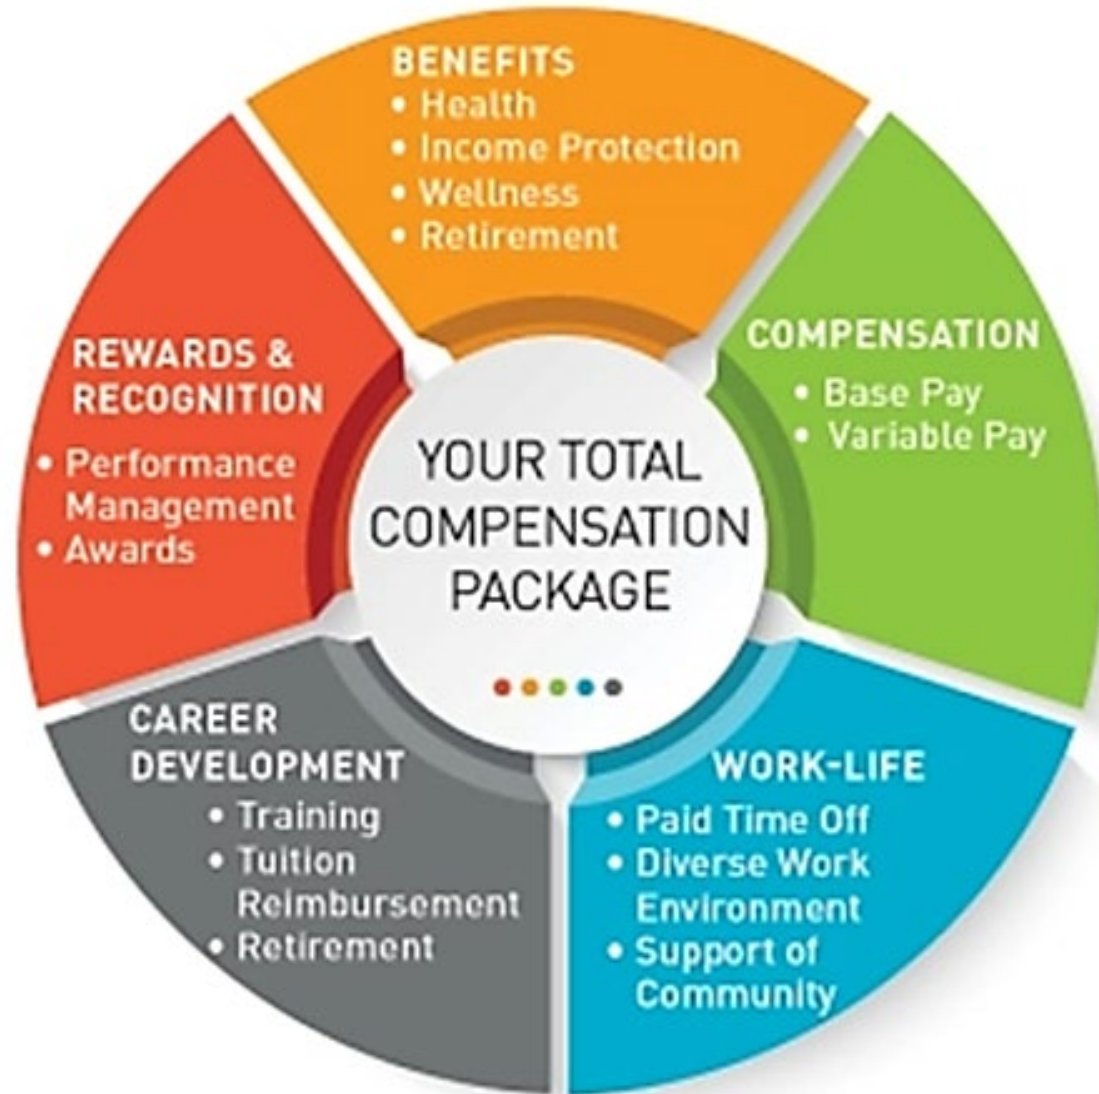 BENEFITS
• Health
• Income Protection
• Wellness
• Retirement
COMPENSATION
• Base Pay
• Variable Pay
REWARDS &
RECOGNITION
• Performance
Management
• Awards
YOUR TOTAL
COMPENSATION
PACKAGE
CAREER
DEVELOPMENT
• Training
• Tuition
Reimbursement
• Retirement
WORK-LIFE
• Paid Time Off
• Diverse Work
Environment
• Support of
Community